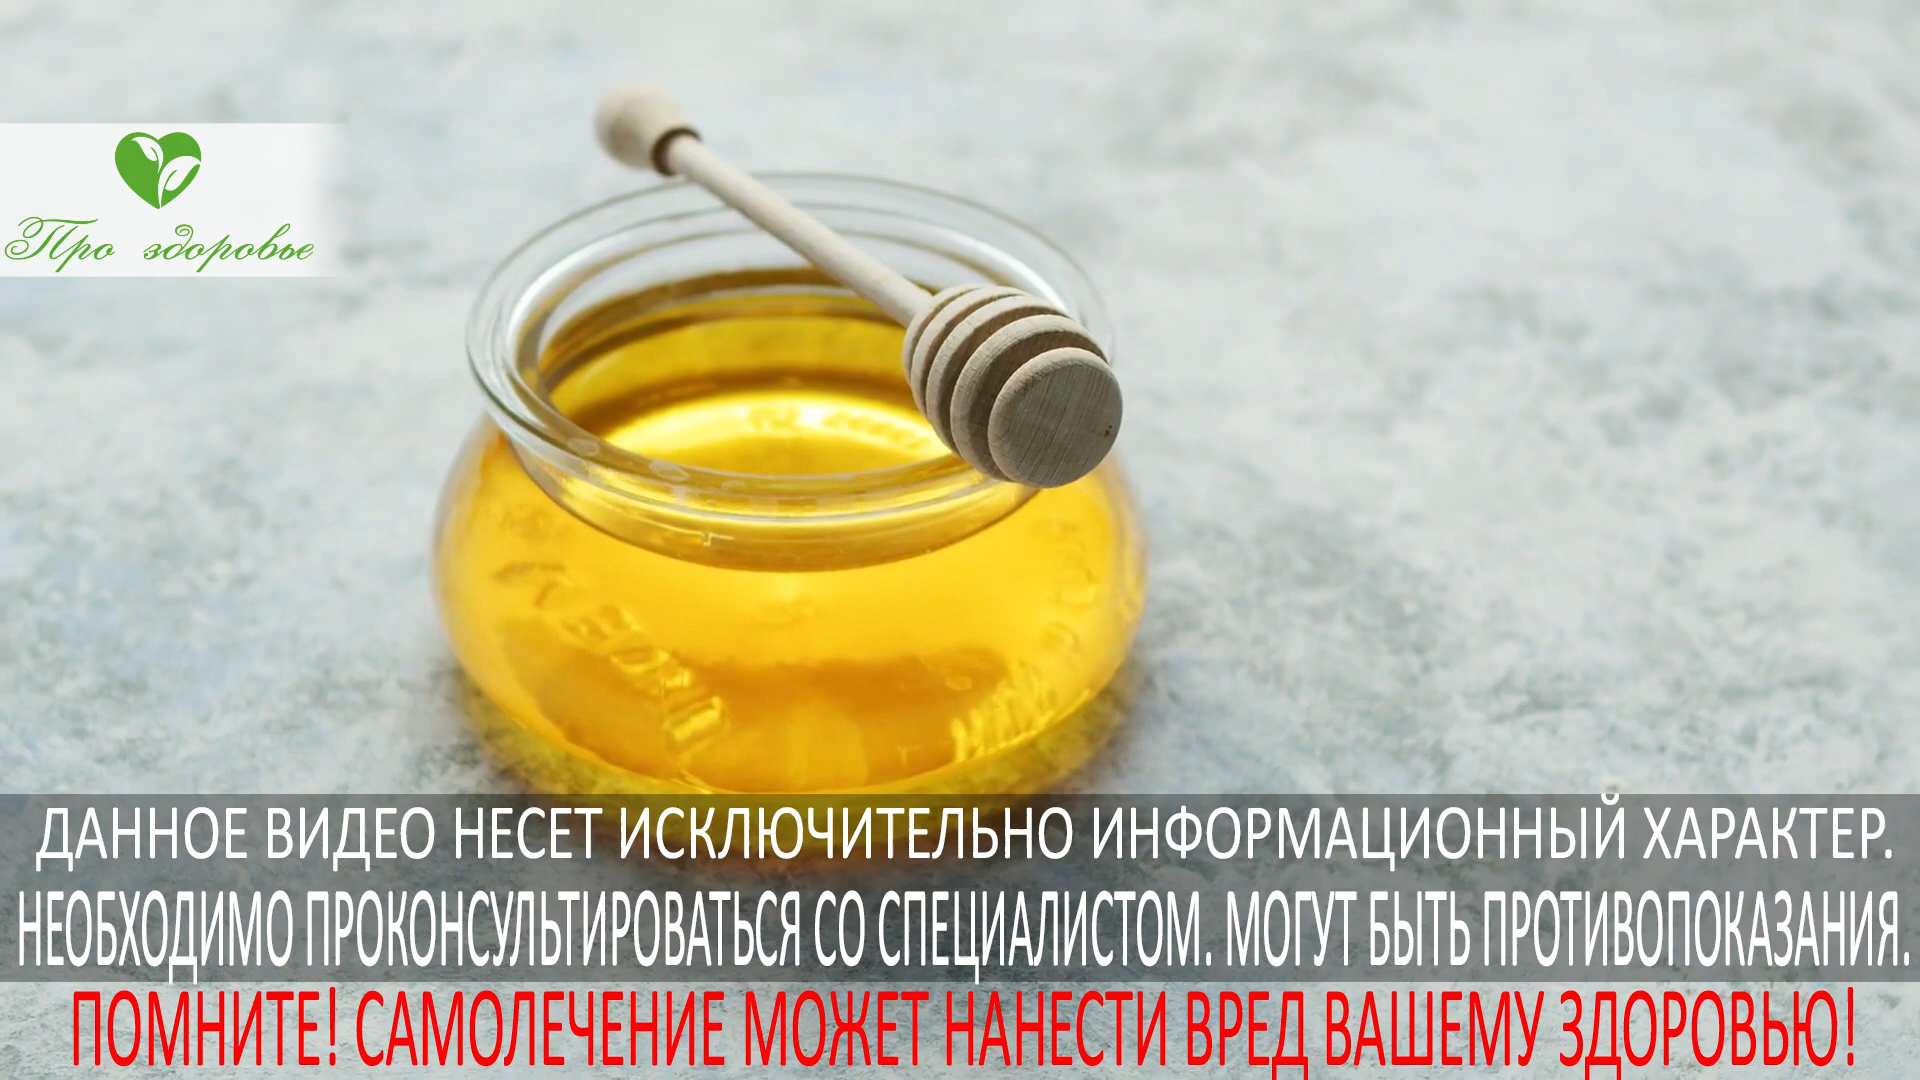 Про здоровье
ДАННОЕ ВИДЕО НЕСЕТ ИСКЛЮЧИТЕЛЬНО ИНФОРМАЦИОННЫЙ ХАРАКТЕР.
НЕОБХОДИМО ПРОКОНСУЛЬТИРОВАТЬСЯ СО СПЕЦИАЛИСТОМ. МОГУТ БЫТЬ ПРОТИВОПОКАЗАНИЯ.
ПОМНИТЕ! САМОЛЕЧЕНИЕ МОЖЕТ НАНЕСТИ ВРЕД ВАШЕМУ ЗДОРОВЬЮ!